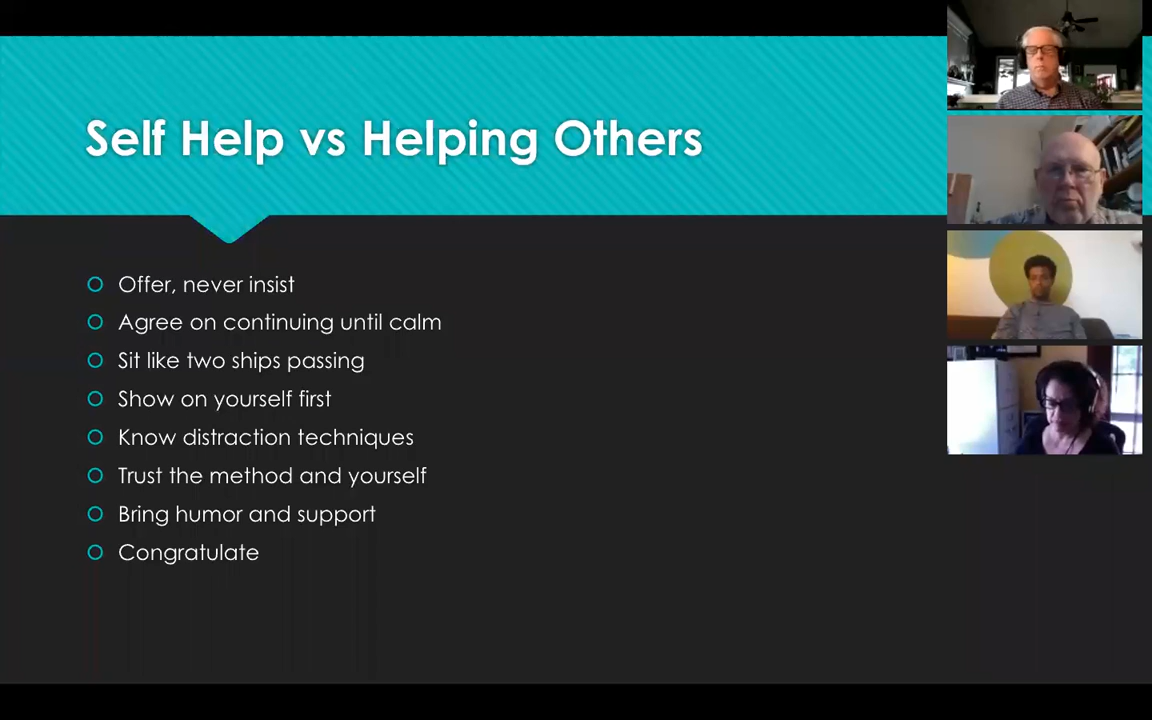 Self Help vs Helping Others
Offer, never insist
Agree on continuing until calm
Sit like two ships passing
Show on yourself first
Know distraction techniques
Trust the method and yourself
Bring humor and support
Congratulate